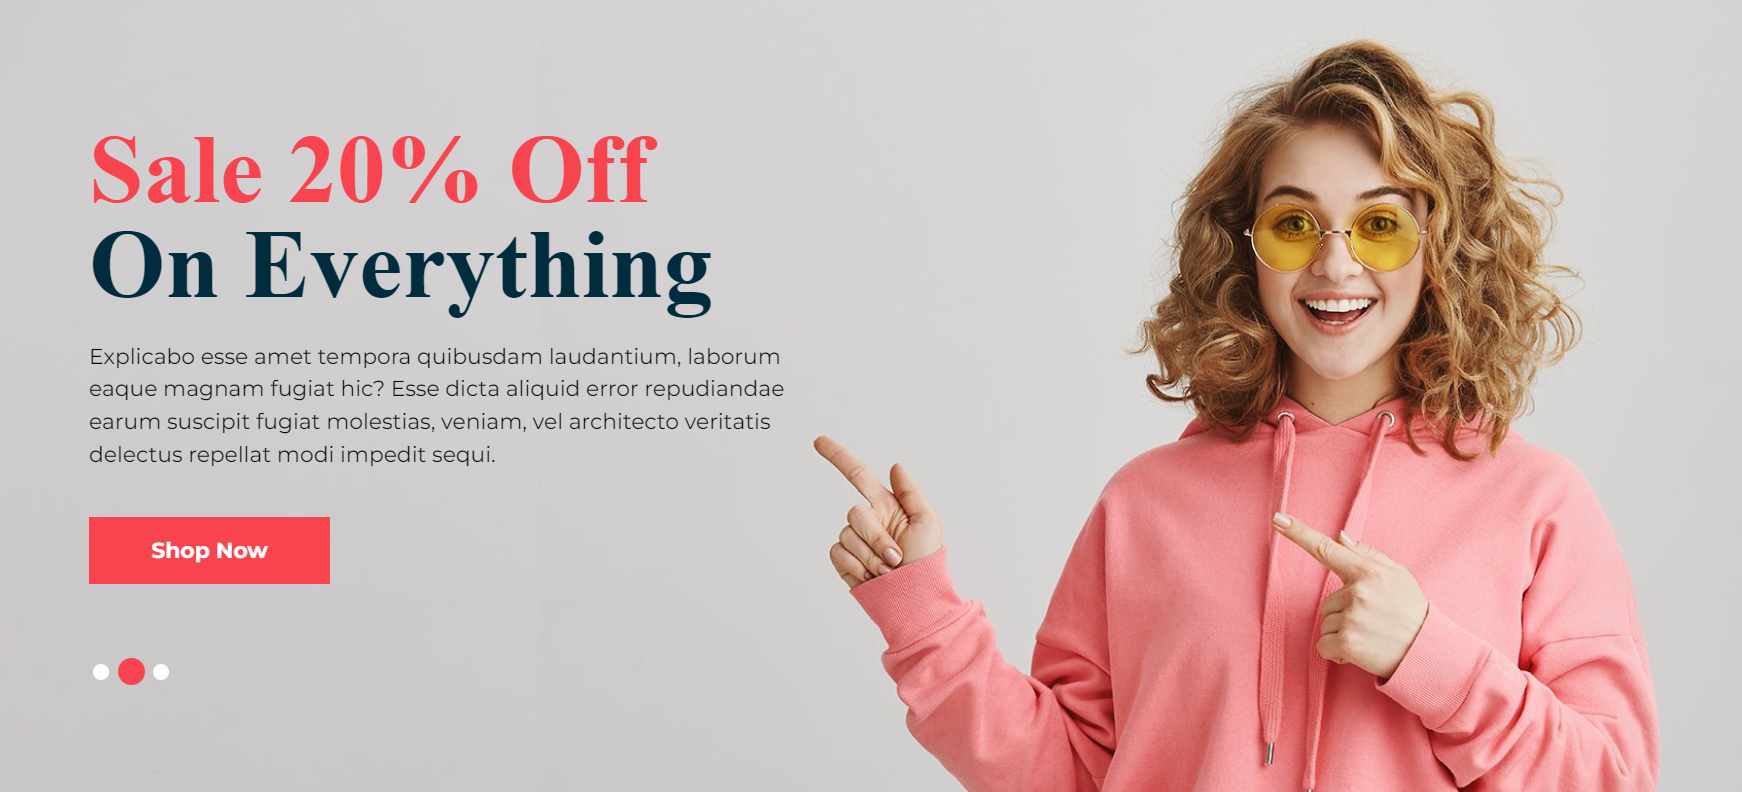 Sale 20% Off
On Everything
Explicabo esse amet tempora quibusdam laudantium, laborum
eaque magnam fugiat hic? Esse dicta aliquid error repudiandae
earum suscipit fugiat molestias, veniam, vel architecto veritatis
delectus repellat modi impedit sequi.
Shop Now